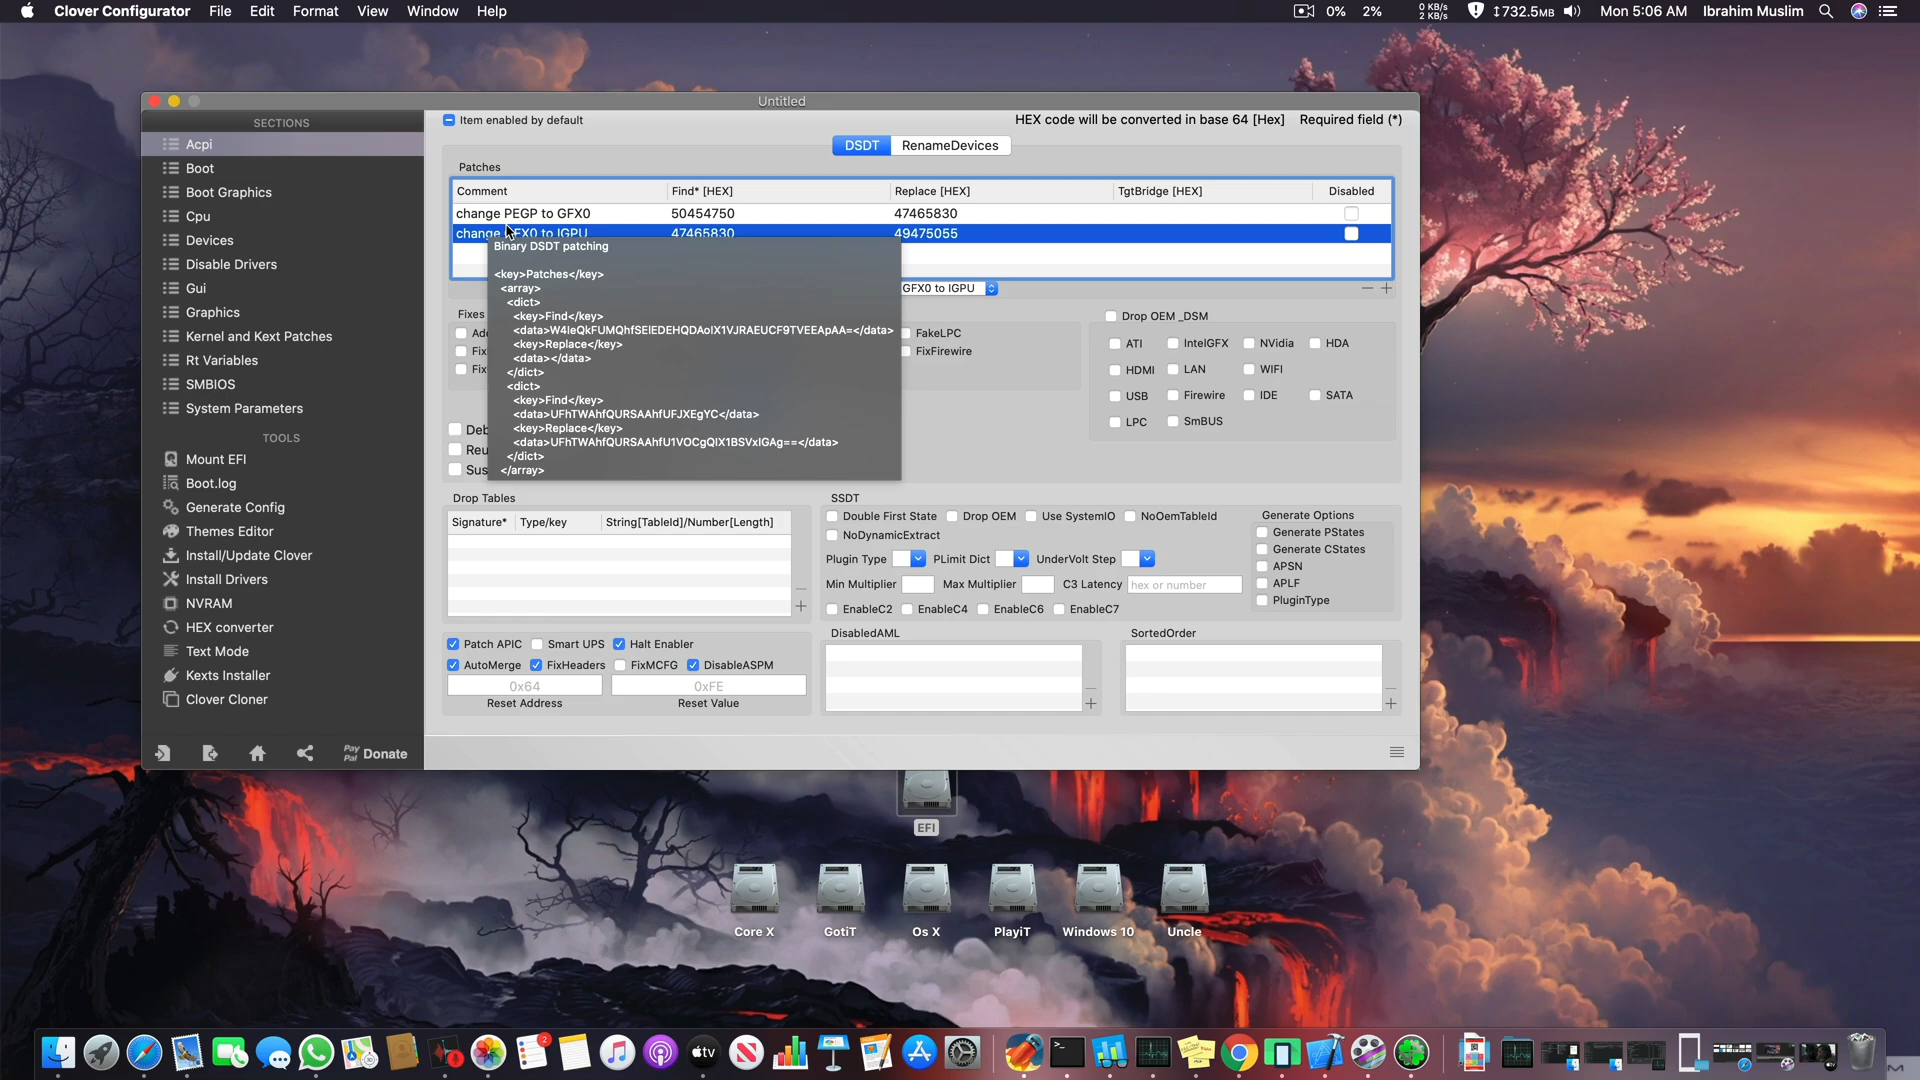 Clover Configurator File Edit Format View Window Help
0% 2% 0 KB/s 2 KB/s 732.5MB Mon 5:06 AM Ibrahim Muslim
Untitled
SECTIONS
Acpi
Boot
Boot Graphics
Cpu
Devices
Disable Drivers
Gui
Graphics
Kernel and Kext Patches
Rt Variables
SMBIOS
System Parameters
TOOLS
Mount EFI
Boot.log
Generate Config
Themes Editor
Install/Update Clover
Install Drivers
NVRAM
HEX converter
Text Mode
Kexts Installer
Clover Cloner
Pay Pal Donate
Item enabled by default
HEX code will be converted in base 64 [Hex] Required field (*)
DSDT RenameDevices
Patches
Comment Find* [HEX] Replace [HEX] TgtBridge [HEX] Disabled
change PEGP to GFX0 50454750 47465830
change GFX0 to IGPU 47465830 49475055
Binary DSDT patching
<key>Patches</key>
<array>
<dict>
<key>Find</key>
<data>W4IeQkFUMQhfSElEDEHQDAoIX1VJRAEUCF9TVEEApAA=</data>
<key>Replace</key>
<data></data>
</dict>
<dict>
<key>Find</key>
<data>UFhTWAhfQURSAAhfUFJXEgYC</data>
<key>Replace</key>
<data>UFhTWAhfQURSAAhfU1VOCgQIX1BSVxIGAg==</data>
</dict>
</array>
GFX0 to IGPU
Fixes
FakeLPC
FixFirewire
Drop OEM _DSM
ATI IntelGFX NVidia HDA
HDMI LAN WIFI
USB Firewire IDE SATA
LPC SmBUS
Drop Tables
Signature* Type/key String[TableId]/Number[Length]
SSDT
Double First State Drop OEM Use SystemIO NoOemTableId
NoDynamicExtract
Plugin Type PLimit Dict UnderVolt Step
Min Multiplier Max Multiplier C3 Latency hex or number
EnableC2 EnableC4 EnableC6 EnableC7
Generate Options
Generate PStates
Generate CStates
APSN
APLF
PluginType
Patch APIC Smart UPS Halt Enabler
AutoMerge FixHeaders FixMCFG DisableASPM
0x64 0xFE
Reset Address Reset Value
DisabledAML
SortedOrder
EFI
Core X GotiT Os X PlayiT Windows 10 Uncle
2
tv